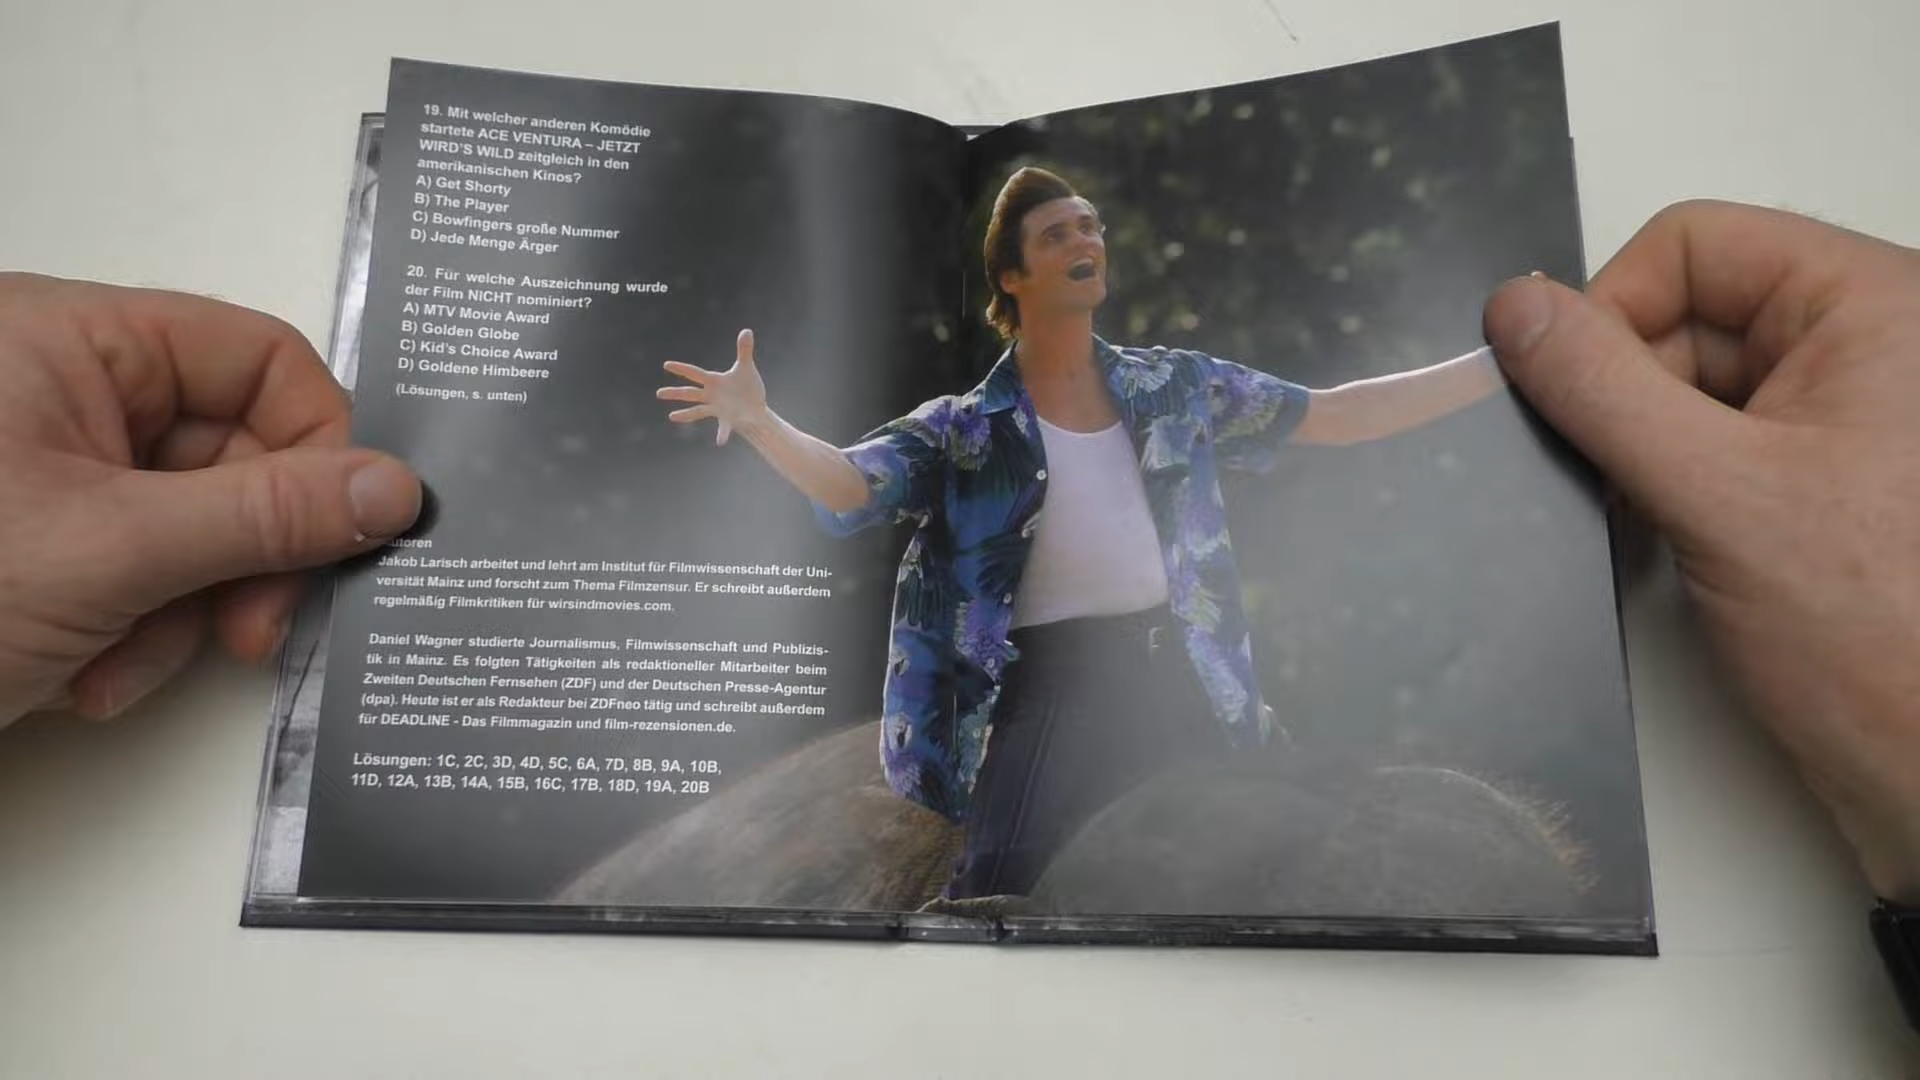 19. Mit welcher anderen Komödie
startete ACE VENTURA – JETZT
WIRD'S WILD zeitgleich in den
amerikanischen Kinos?
A) Get Shorty
B) The Player
C) Bowfingers große Nummer
D) Jede Menge Ärger
20. Für welche Auszeichnung wurde
der Film NICHT nominiert?
A) MTV Movie Award
B) Golden Globe
C) Kid's Choice Award
D) Goldene Himbeere
(Lösungen, s. unten)
Jakob Larisch arbeitet und lehrt am Institut für Filmwissenschaft der Uni-
versität Mainz und forscht zum Thema Filmzensur. Er schreibt außerdem
regelmäßig Filmkritiken für wirsindmovies.com.
Daniel Wagner studierte Journalismus, Filmwissenschaft und Publizis-
tik in Mainz. Es folgten Tätigkeiten als redaktioneller Mitarbeiter beim
Zweiten Deutschen Fernsehen (ZDF) und der Deutschen Presse-Agentur
(dpa). Heute ist er als Redakteur bei ZDFneo tätig und schreibt außerdem
für DEADLINE - Das Filmmagazin und film-rezensionen.de.
Lösungen: 1C, 2C, 3D, 4D, 5C, 6A, 7D, 8B, 9A, 10B,
11D, 12A, 13B, 14A, 15B, 16C, 17B, 18D, 19A, 20B